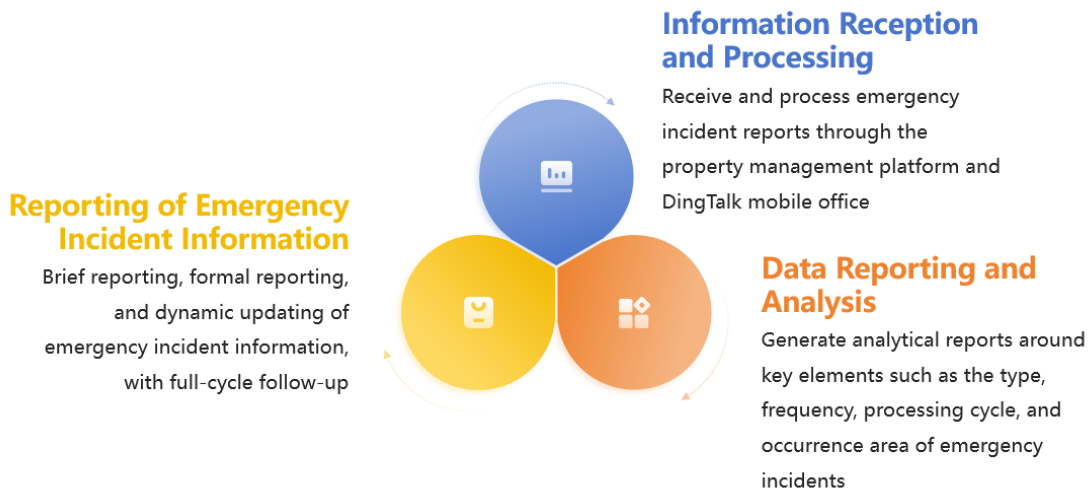 Information Reception
and Processing
Receive and process emergency
incident reports through the
property management platform and
DingTalk mobile office
Reporting of Emergency
Incident Information
Brief reporting, formal reporting,
and dynamic updating of
emergency incident information,
with full-cycle follow-up
Data Reporting and
Analysis
Generate analytical reports around
key elements such as the type,
frequency, processing cycle, and
occurrence area of emergency
incidents